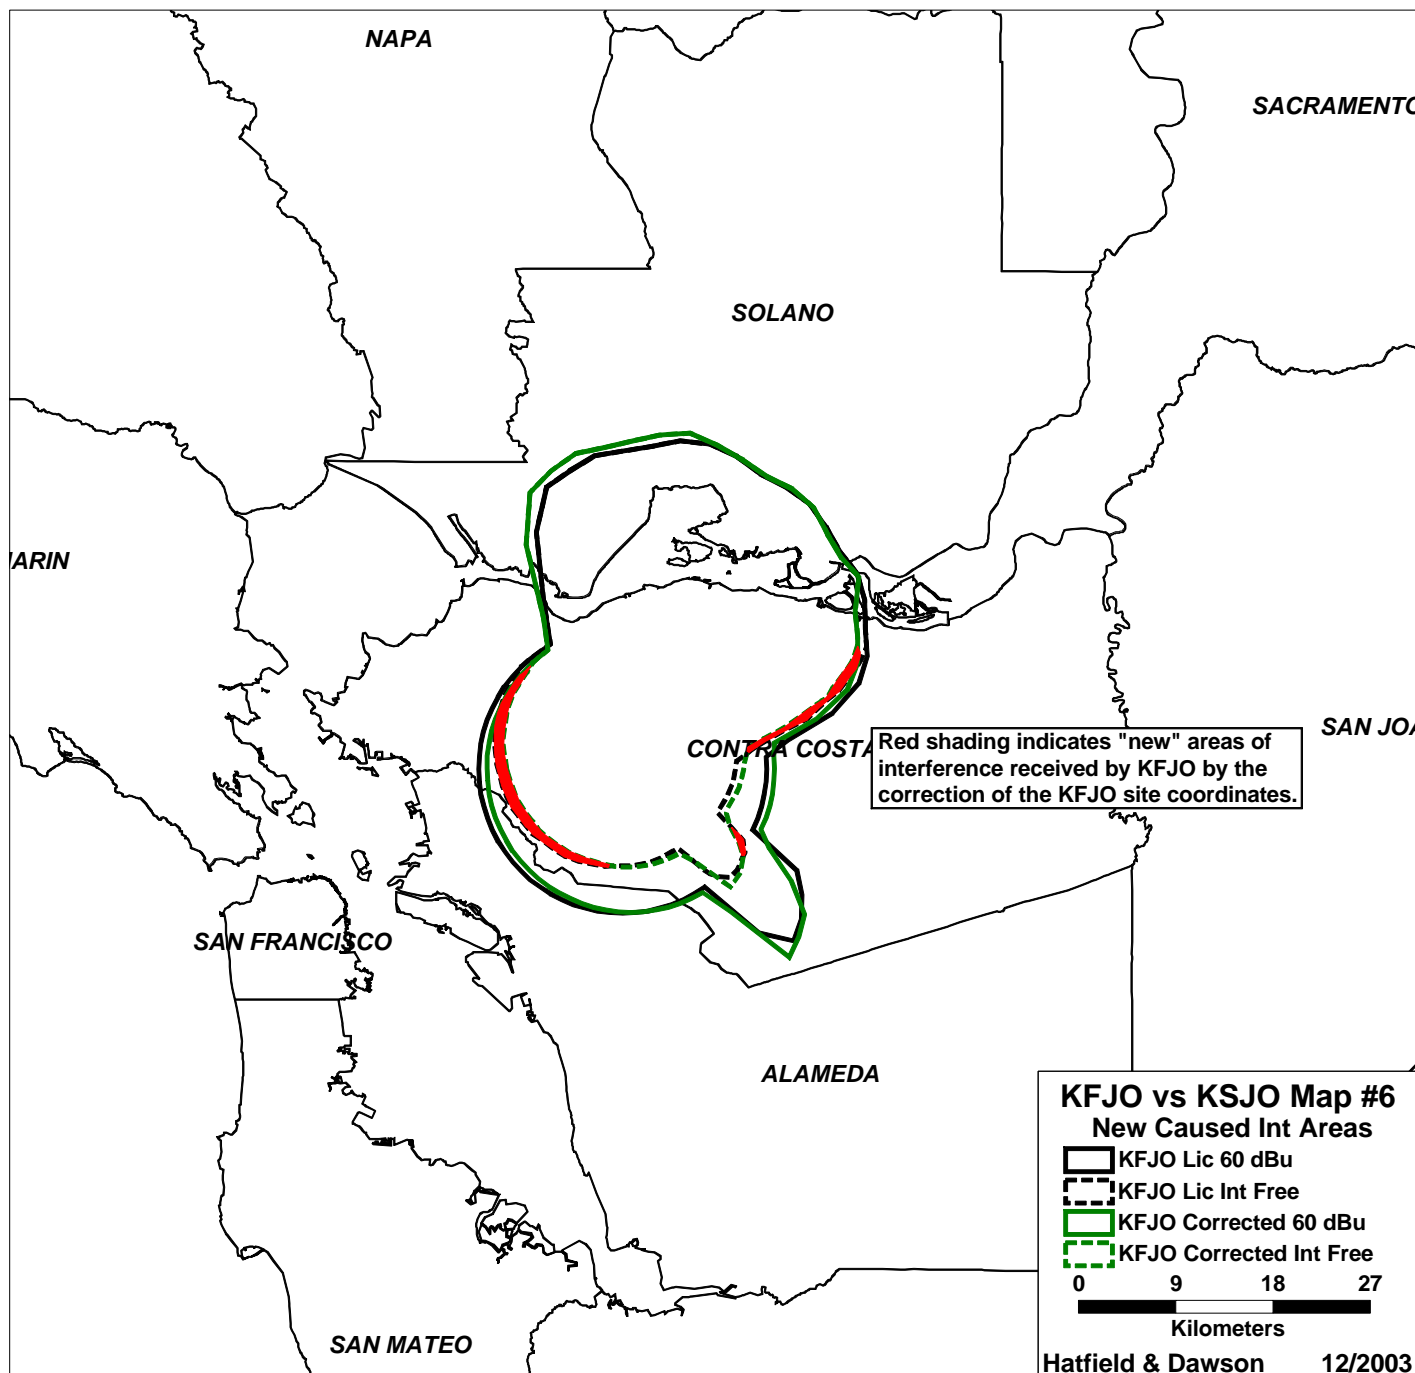 NAPA
SACRAMENTO
SOLANO
ARIN
SAN JOA
CONTRA COSTA
Red shading indicates "new" areas of
interference received by KFJO by the
correction of the KFJO site coordinates.
SAN FRANCISCO
ALAMEDA
SAN MATEO
KFJO vs KSJO Map #6
New Caused Int Areas
KFJO Lic 60 dBu
KFJO Lic Int Free
KFJO Corrected 60 dBu
KFJO Corrected Int Free
0 9 18 27
Kilometers
Hatfield & Dawson 12/2003